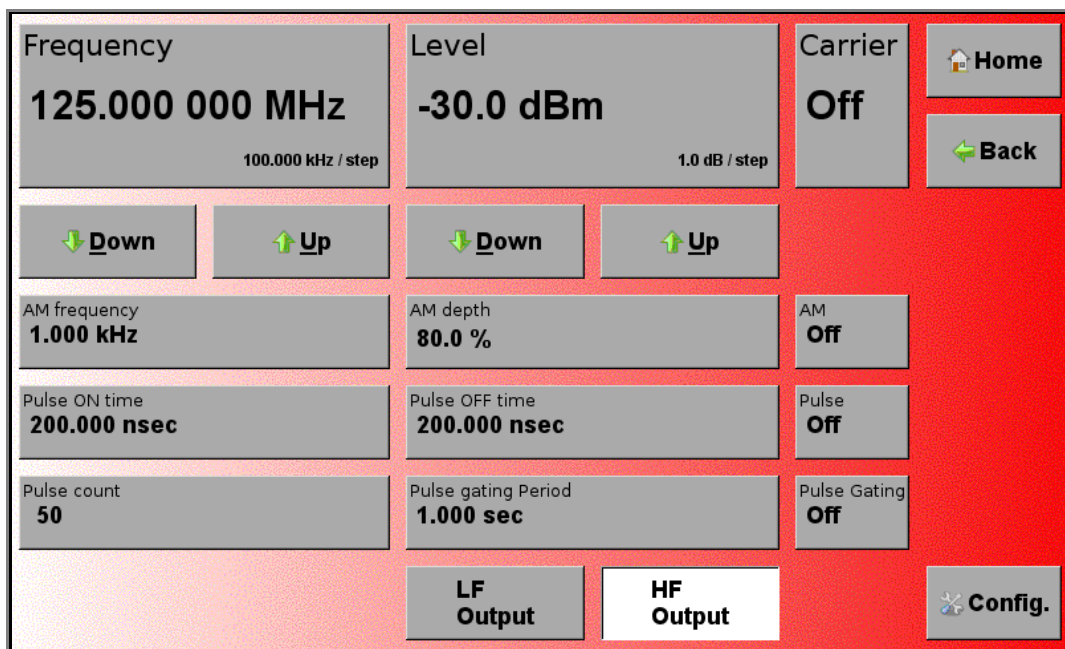 Frequency
125.000 000 MHz
100.000 kHz / step
Level
-30.0 dBm
1.0 dB / step
Carrier
Off
Home
Back
Down
Up
Down
Up
AM frequency
1.000 kHz
AM depth
80.0 %
AM
Off
Pulse ON time
200.000 nsec
Pulse OFF time
200.000 nsec
Pulse
Off
Pulse count
50
Pulse gating Period
1.000 sec
Pulse Gating
Off
LF
Output
HF
Output
Config.